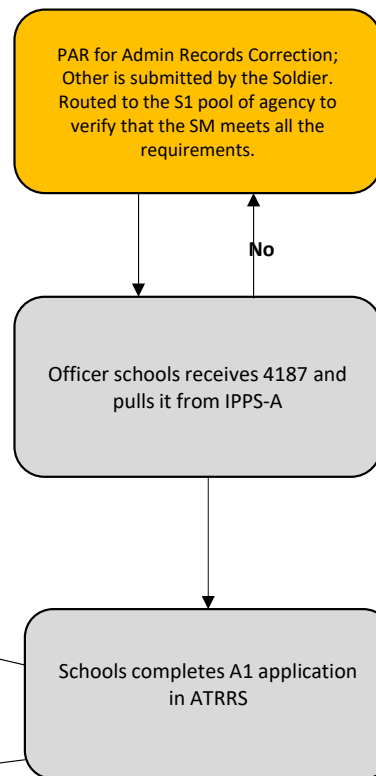 PAR for Admin Records Correction;
Other is submitted by the Soldier.
Routed to the S1 pool of agency to
verify that the SM meets all the
requirements.
No
Officer schools receives 4187 and
pulls it from IPPS-A
Schools completes A1 application
in ATRRS